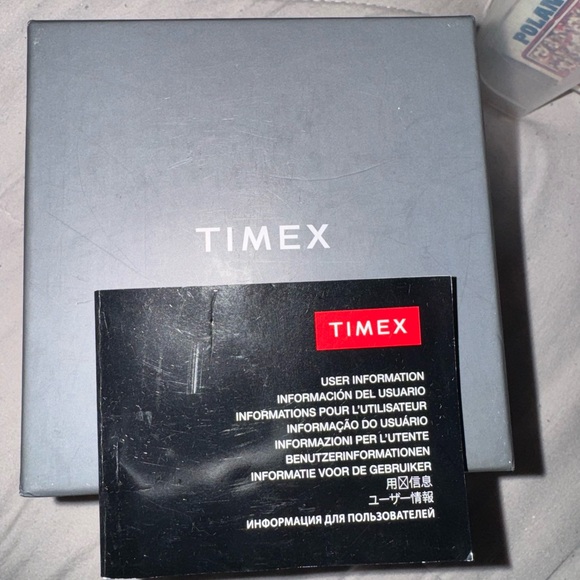 POLAN
TIMEX
TIMEX
USER INFORMATION
INFORMACIÓN DEL USUARIO
INFORMATIONS POUR L'UTILISATEUR
INFORMAÇÃO DO USUÁRIO
INFORMAZIONI PER L'UTENTE
BENUTZERINFORMATIONEN
INFORMATIE VOOR DE GEBRUIKER
用☒信息
ユーザー情報
ИНФОРМАЦИЯ ДЛЯ ПОЛЬЗОВАТЕЛЕЙ